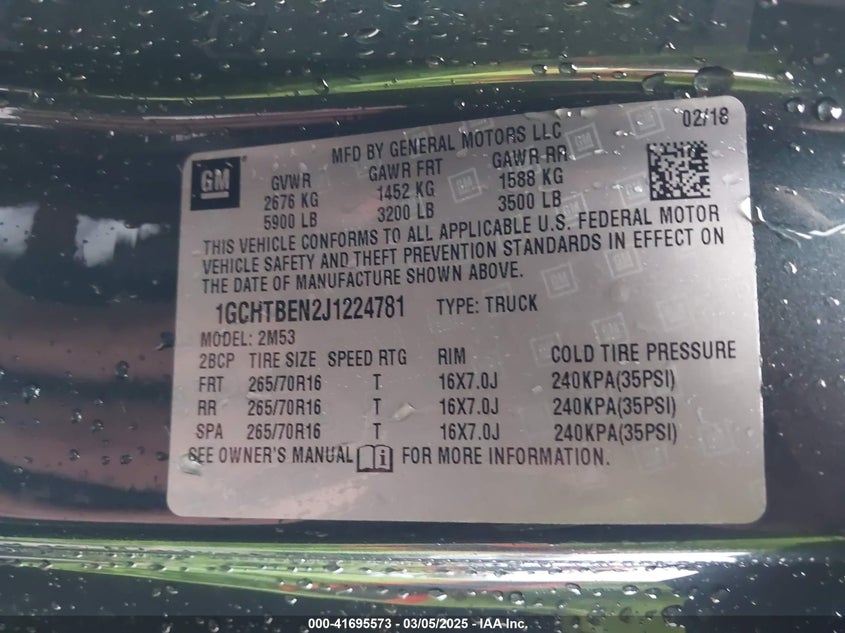 02/18
MFD BY GENERAL MOTORS LLC
GM
GVWR GAWR FRT GAWR RR
2676 KG 1452 KG 1588 KG
5900 LB 3200 LB 3500 LB
THIS VEHICLE CONFORMS TO ALL APPLICABLE U.S. FEDERAL MOTOR
VEHICLE SAFETY AND THEFT PREVENTION STANDARDS IN EFFECT ON
THE DATE OF MANUFACTURE SHOWN ABOVE.
1GCHTBEN2J1224781 TYPE: TRUCK
MODEL: 2M53
2BCP TIRE SIZE SPEED RTG RIM COLD TIRE PRESSURE
FRT 265/70R16 T 16X7.0J 240KPA(35PSI)
RR 265/70R16 T 16X7.0J 240KPA(35PSI)
SPA 265/70R16 T 16X7.0J 240KPA(35PSI)
SEE OWNER'S MANUAL FOR MORE INFORMATION.
000-41695573 - 03/05/2025 - IAA Inc.